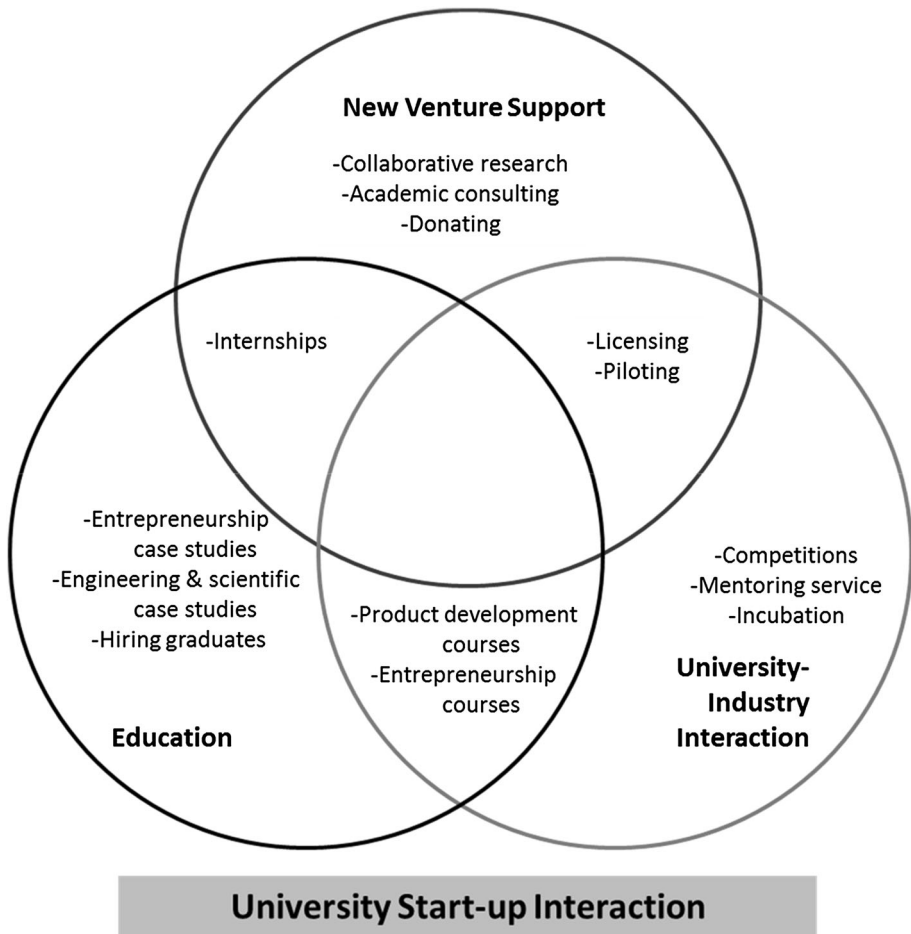 New Venture Support
-Collaborative research
-Academic consulting
-Donating
-Internships
-Licensing
-Piloting
-Entrepreneurship
case studies
-Engineering & scientific
case studies
-Hiring graduates
-Product development
courses
-Entrepreneurship
courses
-Competitions
-Mentoring service
-Incubation
University-
Industry
Interaction
Education
University Start-up Interaction